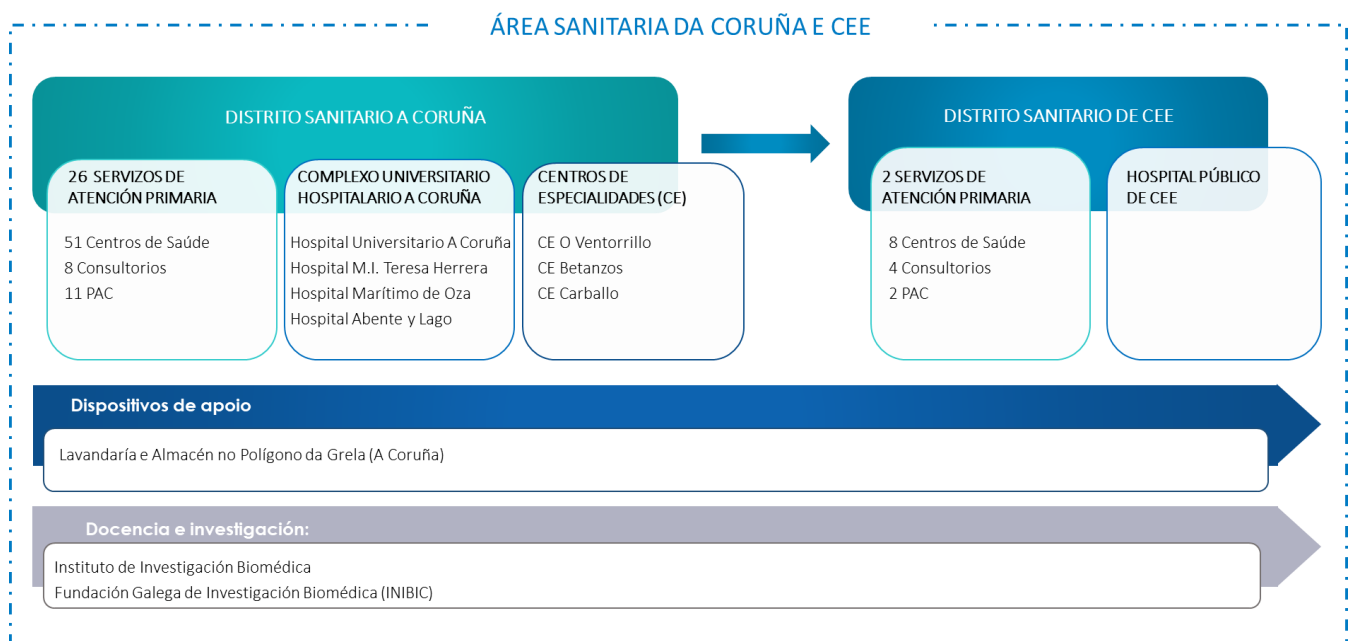 ÁREA SANITARIA DA CORUÑA E CEE
DISTRITO SANITARIO A CORUÑA
26 SERVIZOS DE
ATENCIÓN PRIMARIA
51 Centros de Saúde
8 Consultorios
11 PAC
COMPLEXO UNIVERSITARIO
HOSPITALARIO A CORUÑA
Hospital Universitario A Coruña
Hospital M.I. Teresa Herrera
Hospital Marítimo de Oza
Hospital Abente y Lago
CENTROS DE
ESPECIALIDADES (CE)
CE O Ventorrillo
CE Betanzos
CE Carballo
DISTRITO SANITARIO DE CEE
2 SERVIZOS DE
ATENCIÓN PRIMARIA
8 Centros de Saúde
4 Consultorios
2 PAC
HOSPITAL PÚBLICO
DE CEE
Dispositivos de apoio
Lavandaría e Almacén no Polígono da Grela (A Coruña)
Docencia e investigación:
Instituto de Investigación Biomédica
Fundación Galega de Investigación Biomédica (INIBIC)